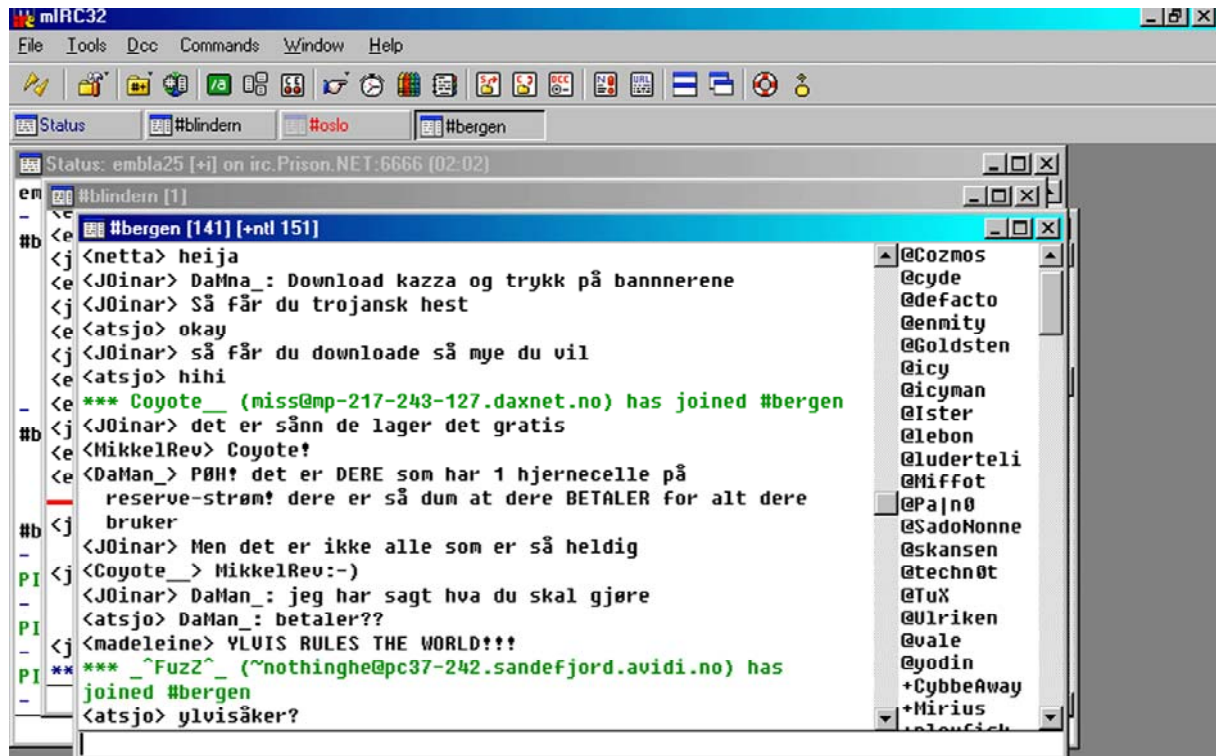 mIRC32
File Tools Dcc Commands Window Help
Status #blindern #oslo #bergen
Status: embla25 [+i] on irc.Prison.NET:6666 (02:02)
#blindern [1]
#bergen [141] [+ntl 151]
<netta> heija
<JOinar> DaMna_: Download kazza og trykk på bannnerene
<JOinar> Så får du trojansk hest
<atsjo> okay
<JOinar> så får du downloade så mye du vil
<atsjo> hihi
*** Coyote__ (miss@mp-217-243-127.daxnet.no) has joined #bergen
<JOinar> det er sånn de lager det gratis
<MikkelRev> Coyote!
<DaMan_> PØH! det er DERE som har 1 hjernecelle på
reserve-strøm! dere er så dum at dere BETALER for alt dere
bruker
<JOinar> Men det er ikke alle som er så heldig
<Coyote__> MikkelRev:-)
<JOinar> DaMan_: jeg har sagt hva du skal gjøre
<atsjo> DaMan_: betaler??
<madeleine> YLVIS RULES THE WORLD!!!
*** _^FuzZ^_ (~nothinghe@pc37-242.sandefjord.avidi.no) has
joined #bergen
<atsjo> ylvisåker?
@Cozmos
@cyde
@defacto
@enmity
@Goldsten
@icy
@icyman
@Ister
@lebon
@luderteli
@Miffot
@Pa|n0
@SadoNonne
@skansen
@techn0t
@TuX
@Ulriken
@vale
@yodin
+CybbeAway
+Mirius